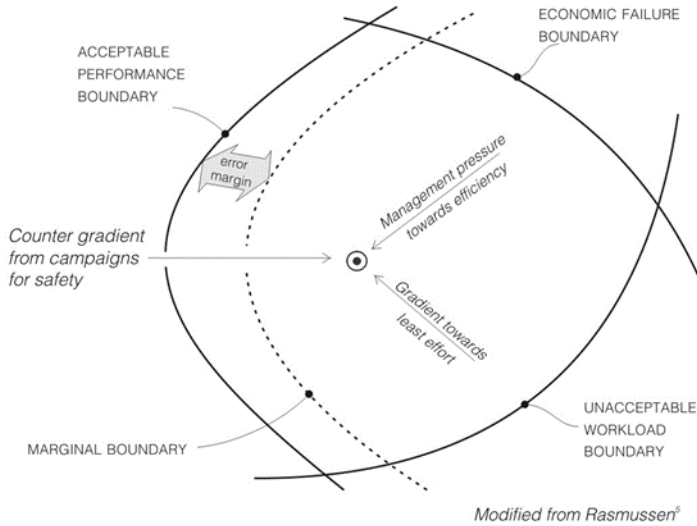 ECONOMIC FAILURE
BOUNDARY
ACCEPTABLE
PERFORMANCE
BOUNDARY
error
margin
Management pressure
towards efficiency
Counter gradient
from campaigns
for safety
Gradient towards
least effort
MARGINAL BOUNDARY
UNACCEPTABLE
WORKLOAD
BOUNDARY
Modified from Rasmussen⁵